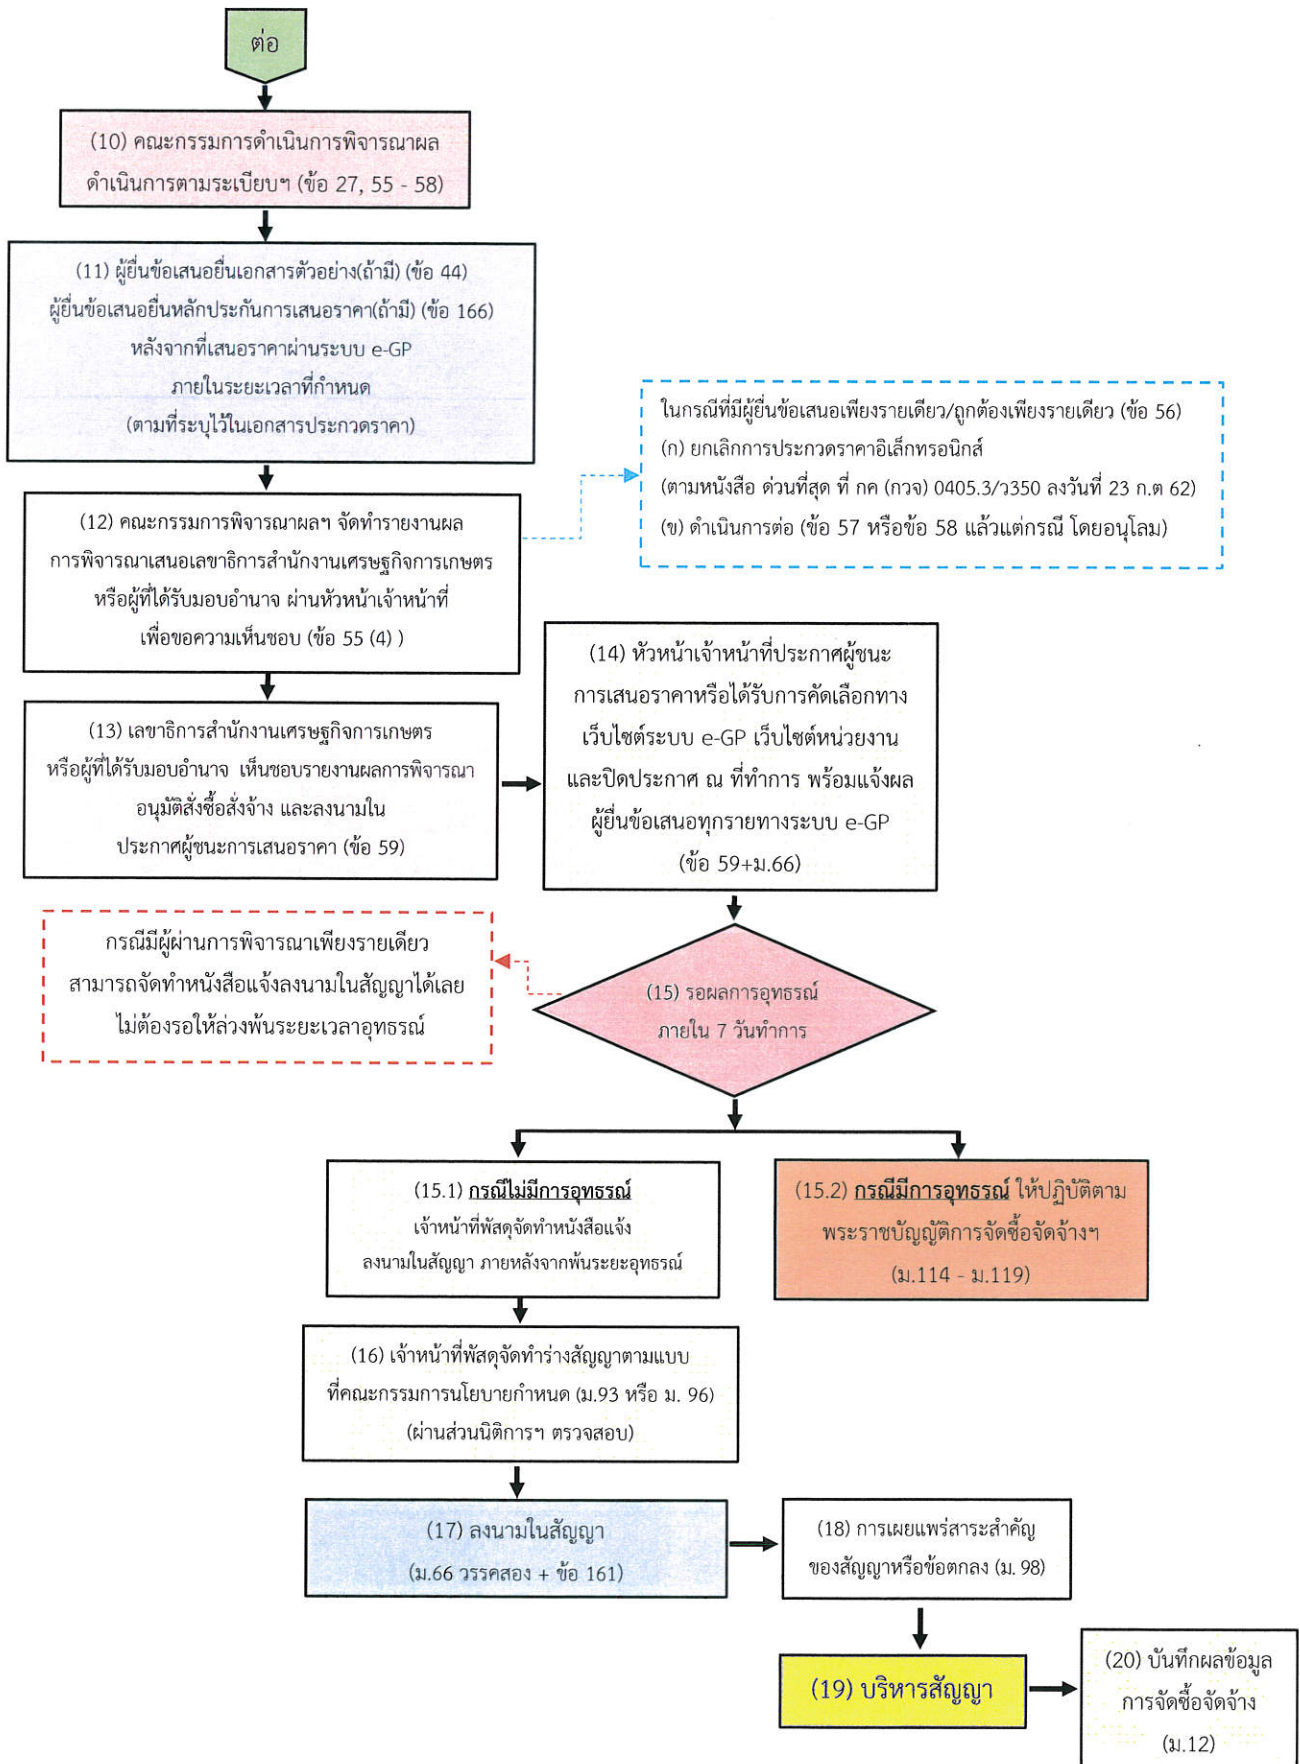 ต่อ
(10) คณะกรรมการดำเนินการพิจารณาผล
ดำเนินการตามระเบียบฯ (ข้อ 27, 55 - 58)
(11) ผู้ยื่นข้อเสนอยื่นเอกสารตัวอย่าง(ถ้ามี) (ข้อ 44)
ผู้ยื่นข้อเสนอยื่นหลักประกันการเสนอราคา(ถ้ามี) (ข้อ 166)
หลังจากที่เสนอราคาผ่านระบบ e-GP
ภายในระยะเวลาที่กำหนด
(ตามที่ระบุไว้ในเอกสารประกวดราคา)
ในกรณีที่มีผู้ยื่นข้อเสนอเพียงรายเดียว/ถูกต้องเพียงรายเดียว (ข้อ 56)
(ก) ยกเลิกการประกวดราคาอิเล็กทรอนิกส์
(ตามหนังสือ ด่วนที่สุด ที่ กค (กวจ) 0405.3/ว350 ลงวันที่ 23 ก.ต 62)
(ข) ดำเนินการต่อ (ข้อ 57 หรือข้อ 58 แล้วแต่กรณี โดยอนุโลม)
(12) คณะกรรมการพิจารณาผลฯ จัดทำรายงานผล
การพิจารณาเสนอเลขาธิการสำนักงานเศรษฐกิจการเกษตร
หรือผู้ที่ได้รับมอบอำนาจ ผ่านหัวหน้าเจ้าหน้าที่
เพื่อขอความเห็นชอบ (ข้อ 55 (4) )
(13) เลขาธิการสำนักงานเศรษฐกิจการเกษตร
หรือผู้ที่ได้รับมอบอำนาจ เห็นชอบรายงานผลการพิจารณา
อนุมัติสั่งซื้อสั่งจ้าง และลงนามใน
ประกาศผู้ชนะการเสนอราคา (ข้อ 59)
(14) หัวหน้าเจ้าหน้าที่ประกาศผู้ชนะ
การเสนอราคาหรือได้รับการคัดเลือกทาง
เว็บไซต์ระบบ e-GP เว็บไซต์หน่วยงาน
และปิดประกาศ ณ ที่ทำการ พร้อมแจ้งผล
ผู้ยื่นข้อเสนอทุกรายทางระบบ e-GP
(ข้อ 59+ม.66)
กรณีมีผู้ผ่านการพิจารณาเพียงรายเดียว
สามารถจัดทำหนังสือแจ้งลงนามในสัญญาได้เลย
ไม่ต้องรอให้ล่วงพ้นระยะเวลาอุทธรณ์
(15) รอผลการอุทธรณ์
ภายใน 7 วันทำการ
(15.1) กรณีไม่มีการอุทธรณ์
เจ้าหน้าที่พัสดุจัดทำหนังสือแจ้ง
ลงนามในสัญญา ภายหลังจากพ้นระยะอุทธรณ์
(15.2) กรณีมีการอุทธรณ์ ให้ปฏิบัติตาม
พระราชบัญญัติการจัดซื้อจัดจ้างฯ
(ม.114 - ม.119)
(16) เจ้าหน้าที่พัสดุจัดทำร่างสัญญาตามแบบ
ที่คณะกรรมการนโยบายกำหนด (ม.93 หรือ ม. 96)
(ผ่านส่วนนิติการฯ ตรวจสอบ)
(17) ลงนามในสัญญา
(ม.66 วรรคสอง + ข้อ 161)
(18) การเผยแพร่สาระสำคัญ
ของสัญญาหรือข้อตกลง (ม. 98)
(19) บริหารสัญญา
(20) บันทึกผลข้อมูล
การจัดซื้อจัดจ้าง
(ม.12)